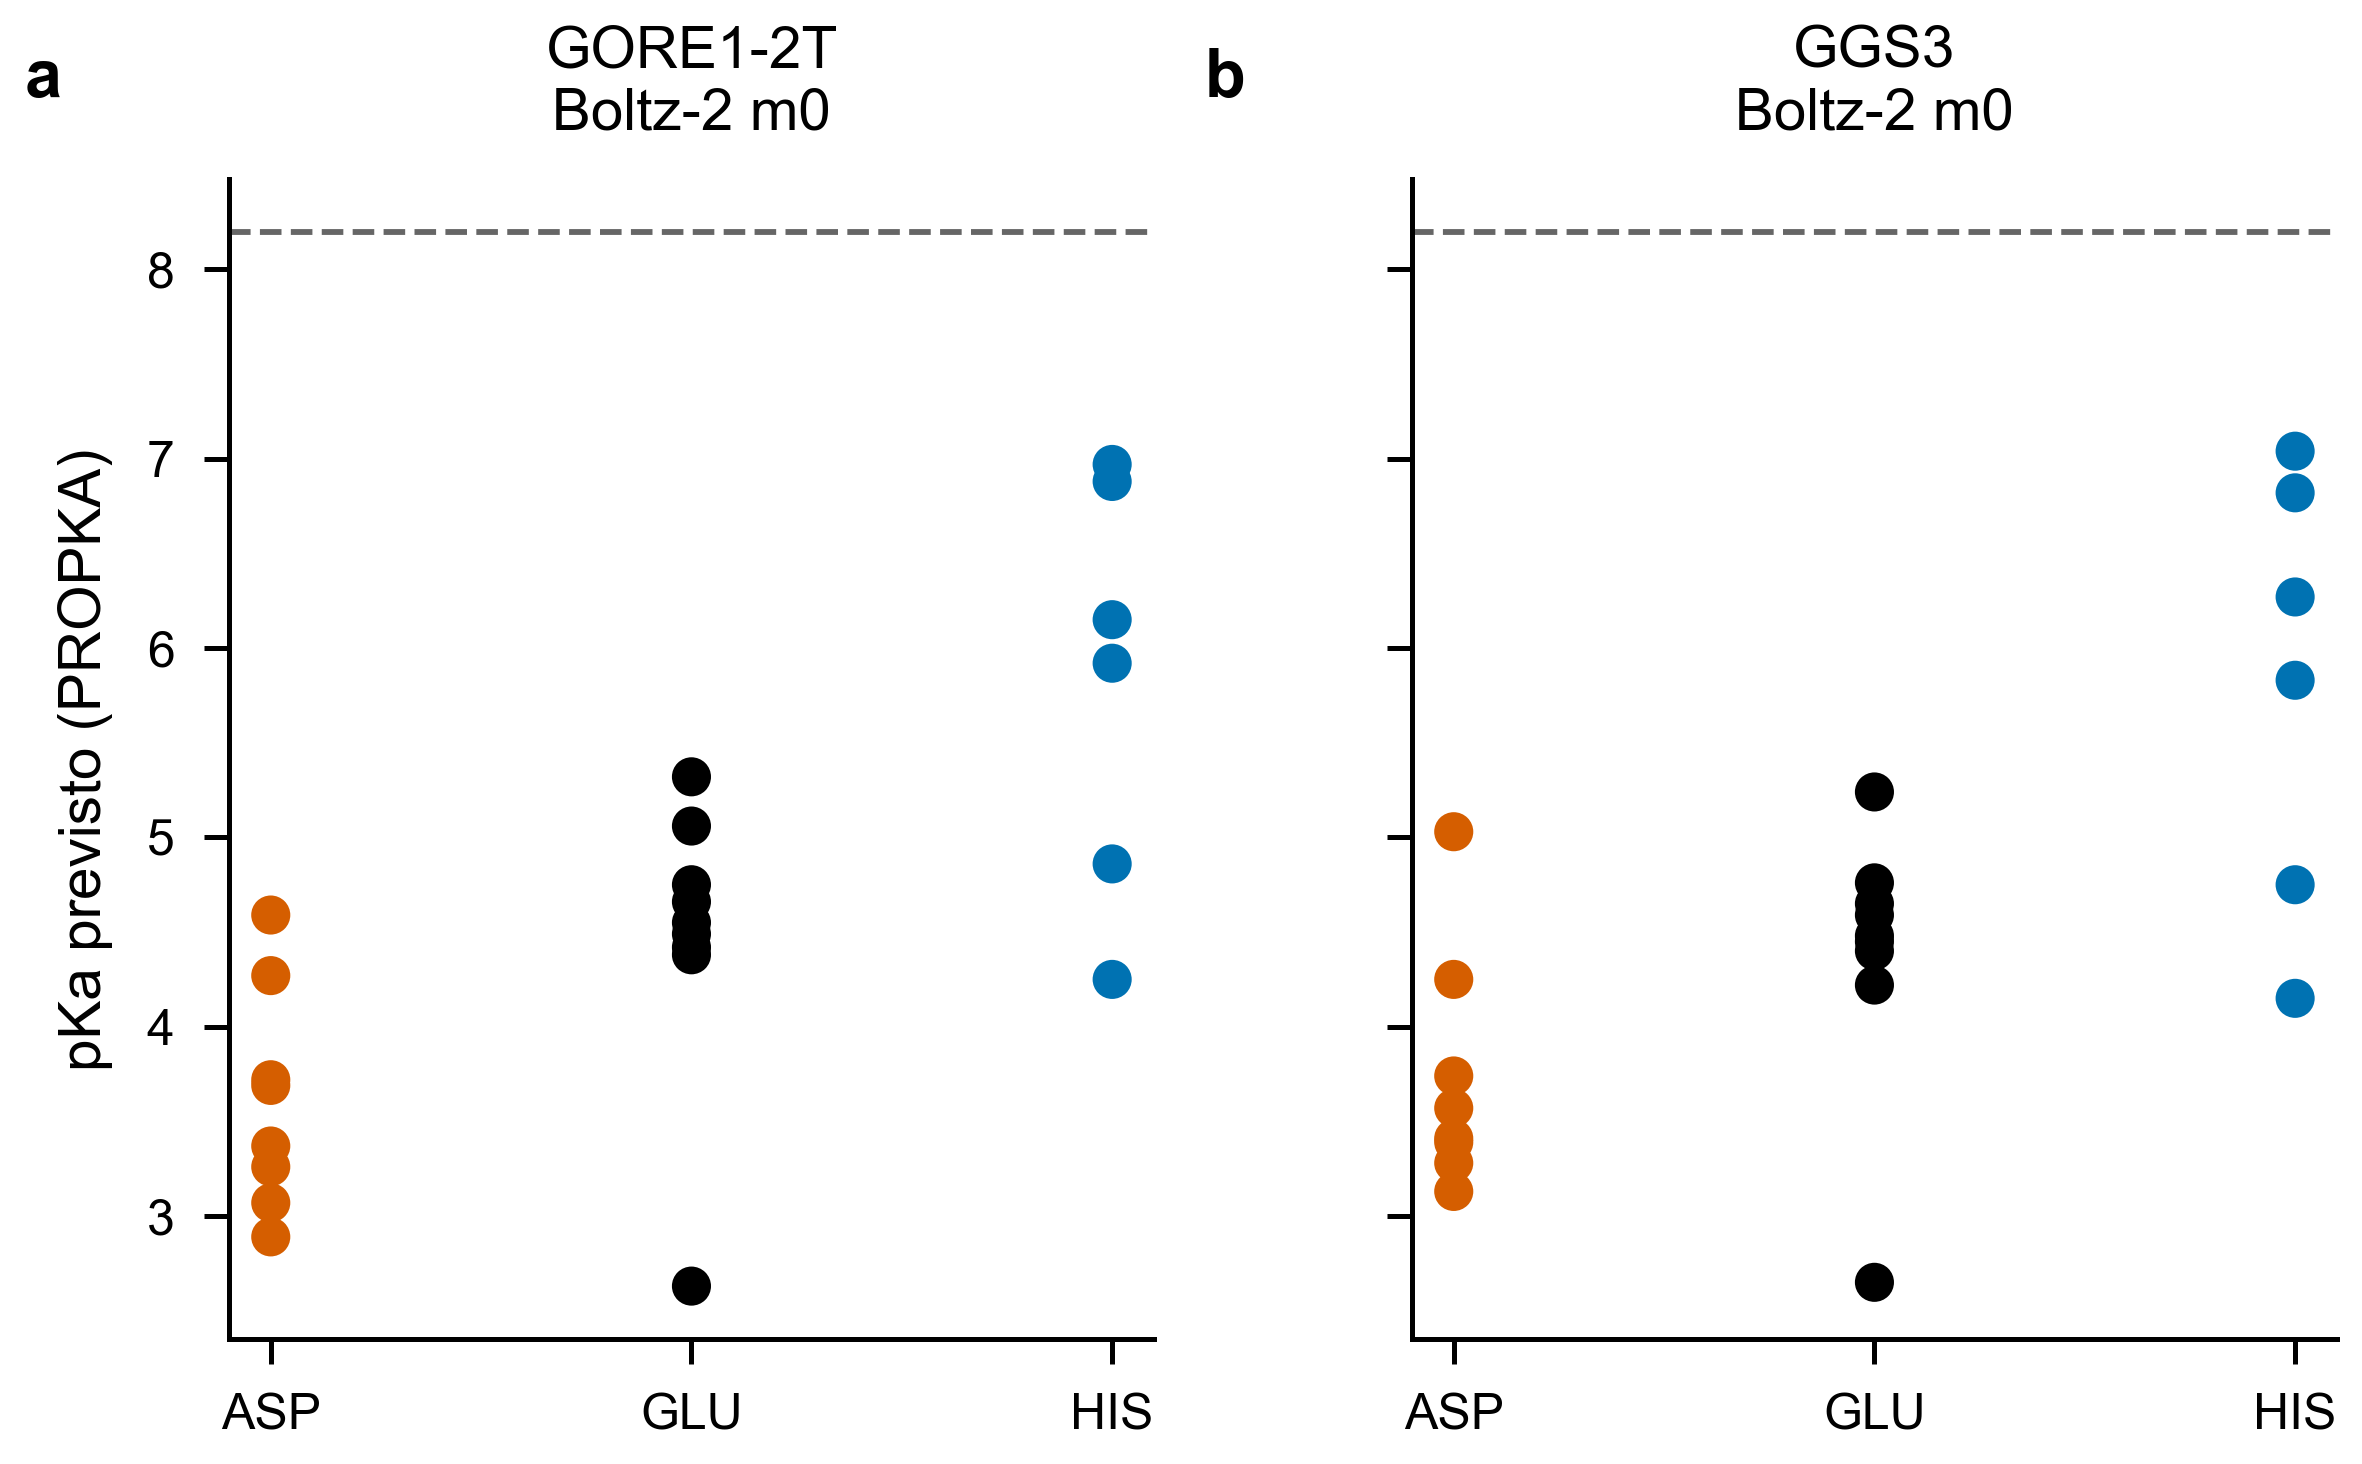 a
GORE1-2T
Boltz-2 m0
b
GGS3
Boltz-2 m0
pKa previsto (PROPKA)
8
7
6
5
4
3
ASP
GLU
HIS
ASP
GLU
HIS